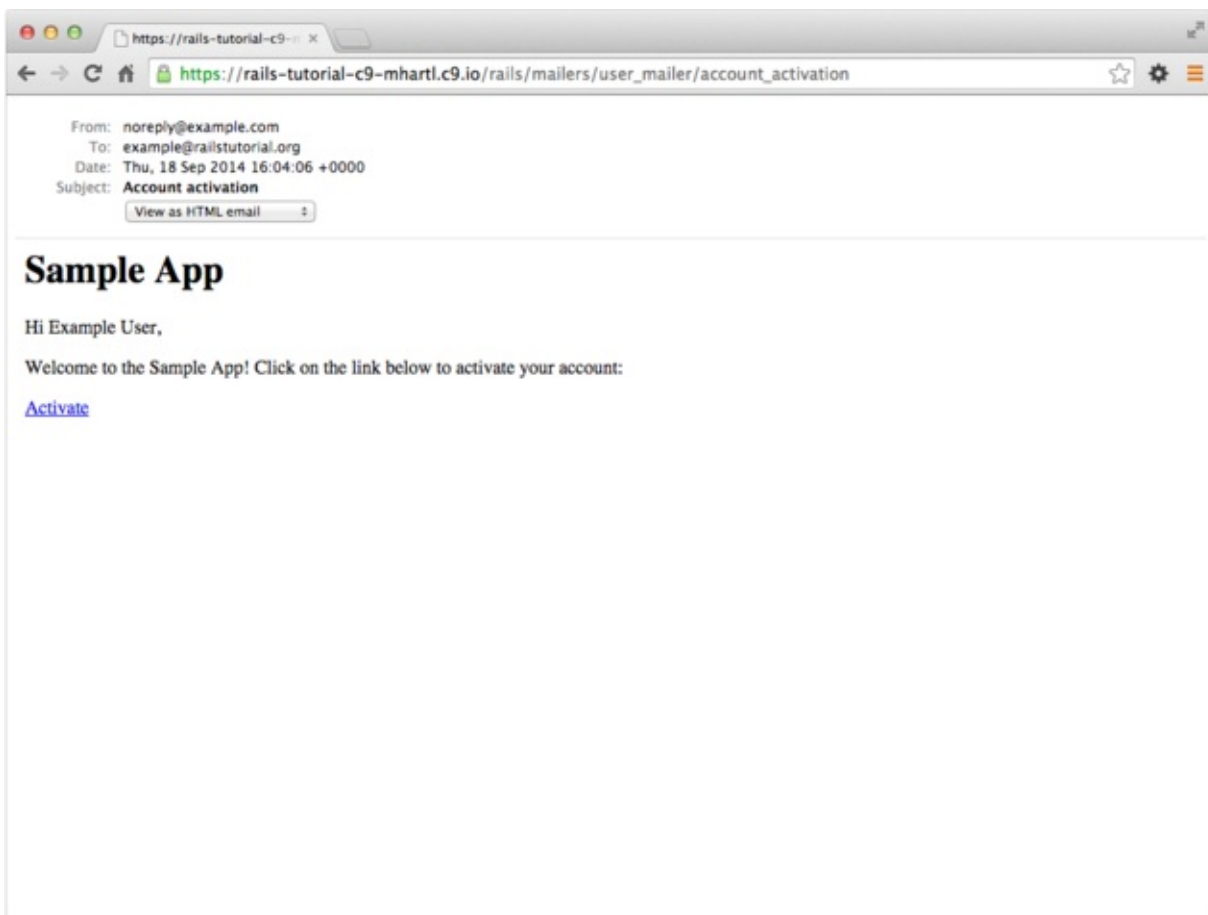 https://rails-tutorial-c9-
https://rails-tutorial-c9-mhartl.c9.io/rails/mailers/user_mailer/account_activation
From: noreply@example.com
To: example@railstutorial.org
Date: Thu, 18 Sep 2014 16:04:06 +0000
Subject: Account activation
View as HTML email
Sample App
Hi Example User,
Welcome to the Sample App! Click on the link below to activate your account:
Activate